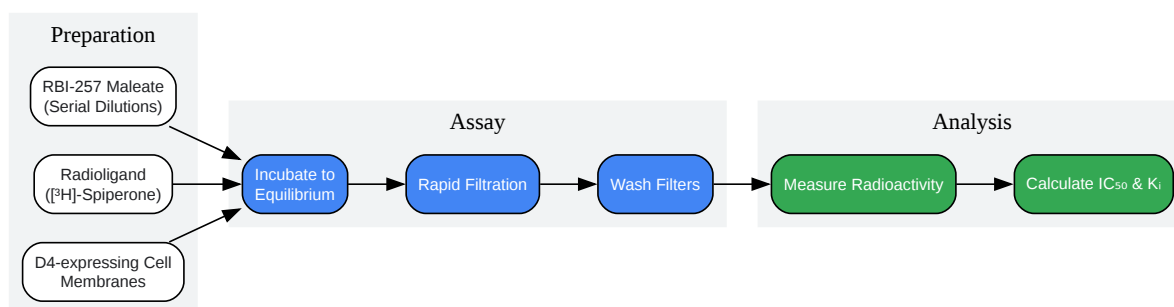 Preparation
RBI-257 Maleate
(Serial Dilutions)
Radioligand
([³H]-Spiperone)
D4-expressing Cell
Membranes
Assay
Incubate to
Equilibrium
Rapid Filtration
Wash Filters
Analysis
Measure Radioactivity
Calculate IC₅₀ & Kᵢ